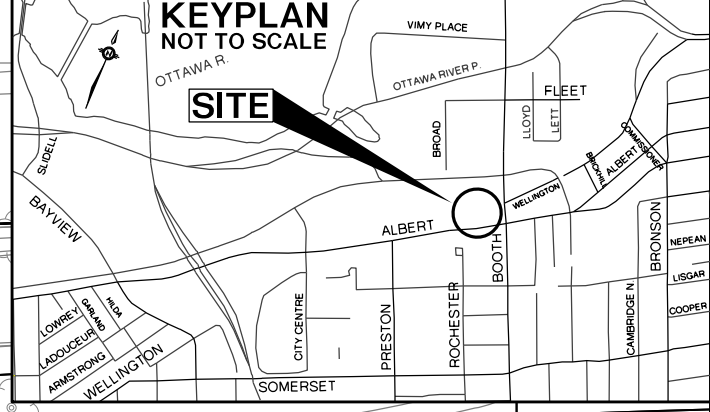 KEYPLAN
NOT TO SCALE
VIMY PLACE
N
OTTAWA R.
OTTAWA RIVER P.
SITE
FLEET
LLOYD
LETT
BROAD
COMMISSIONER
SLIDELL
BRICKHILL
ALBERT
WELLINGTON
BAYVIEW
ALBERT
BOOTH
BRONSON
NEPEAN
LISGAR
COOPER
HILDA
GARLAND
LOWREY
LADOUCEUR
ARMSTRONG
WELLINGTON
CITY CENTRE
PRESTON
ROCHESTER
CAMBRIDGE N.
SOMERSET